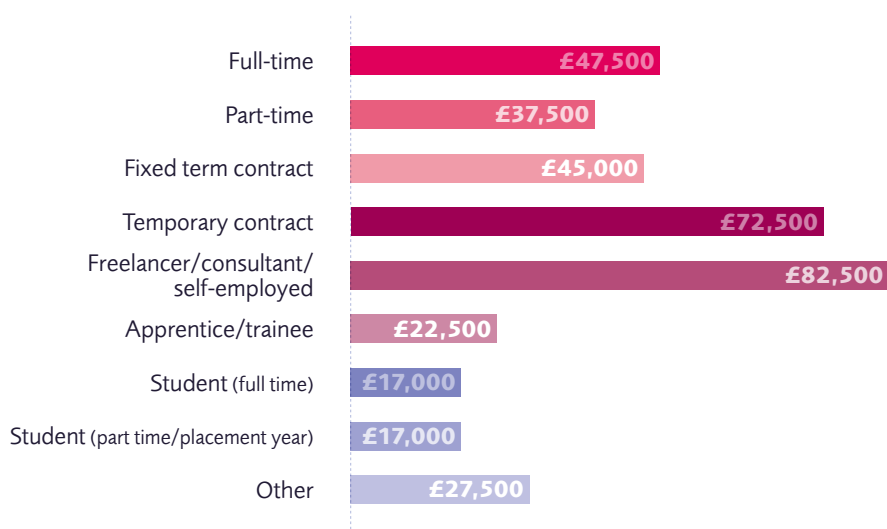 Full-time £47,500
Part-time £37,500
Fixed term contract £45,000
Temporary contract £72,500
Freelancer/consultant/
self-employed £82,500
Apprentice/trainee £22,500
Student (full time) £17,000
Student (part time/placement year) £17,000
Other £27,500